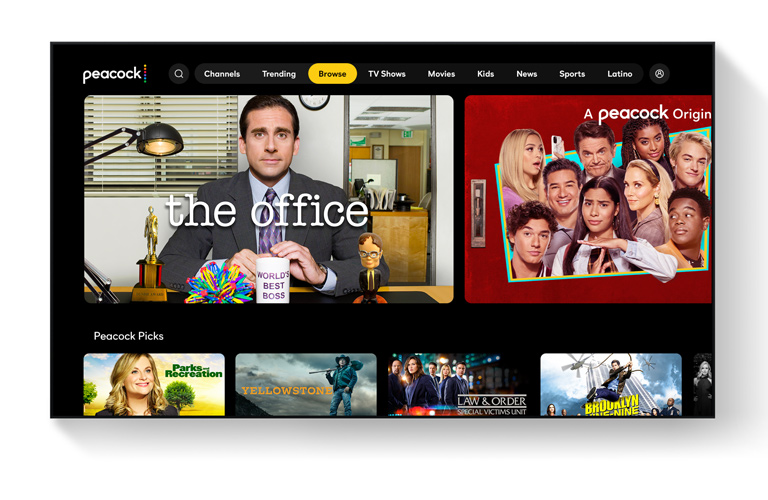 peacock
Channels Trending Browse TV Shows Movies Kids News Sports Latino
the office
WORLD'S
BEST
BOSS
A peacock Origin
Peacock Picks
Parks and
Recreation
YELLOWSTONE
LAW & ORDER
SPECIAL VICTIMS UNIT
BROOKLYN
NINE-NINE